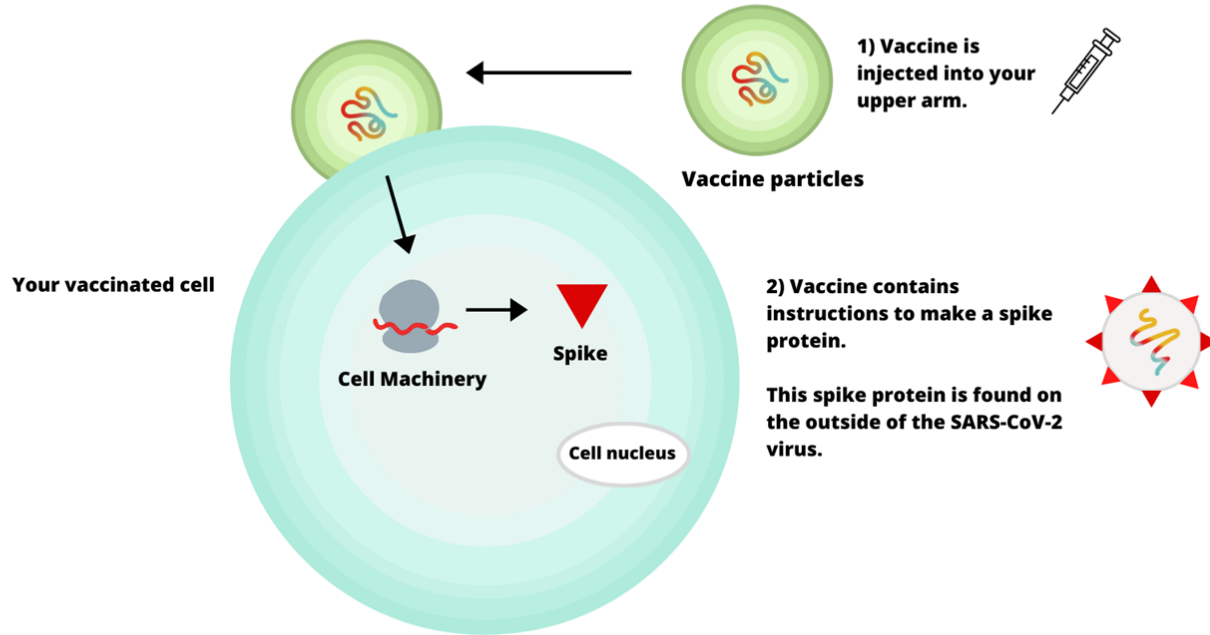 1) Vaccine is
injected into your
upper arm.
Vaccine particles
Your vaccinated cell
Cell Machinery
Spike
Cell nucleus
2) Vaccine contains
instructions to make a spike
protein.
This spike protein is found on
the outside of the SARS-CoV-2
virus.